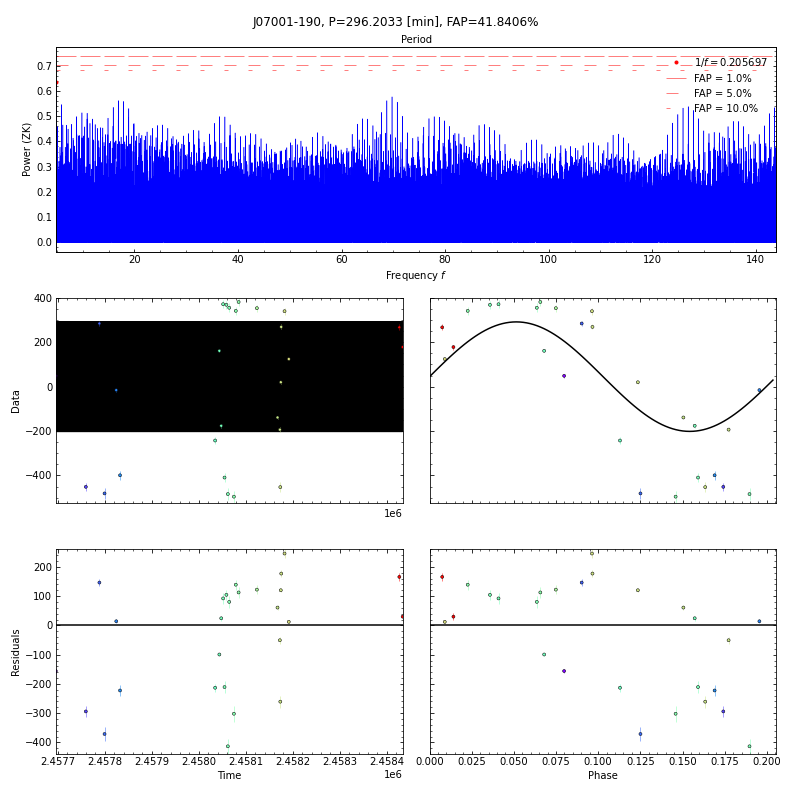 J07001-190, P=296.2033 [min], FAP=41.8406%
Period
Power (ZK)
0.7
0.6
0.5
0.4
0.3
0.2
0.1
0.0
1/f = 0.205697
FAP = 1.0%
FAP = 5.0%
FAP = 10.0%
20 40 60 80 100 120 140
Frequency f
Data
400
200
0
−200
−400
1e6
Residuals
200
100
0
−100
−200
−300
−400
2.4577 2.4578 2.4579 2.4580 2.4581 2.4582 2.4583 2.4584
1e6
Time
0.000 0.025 0.050 0.075 0.100 0.125 0.150 0.175 0.200
Phase